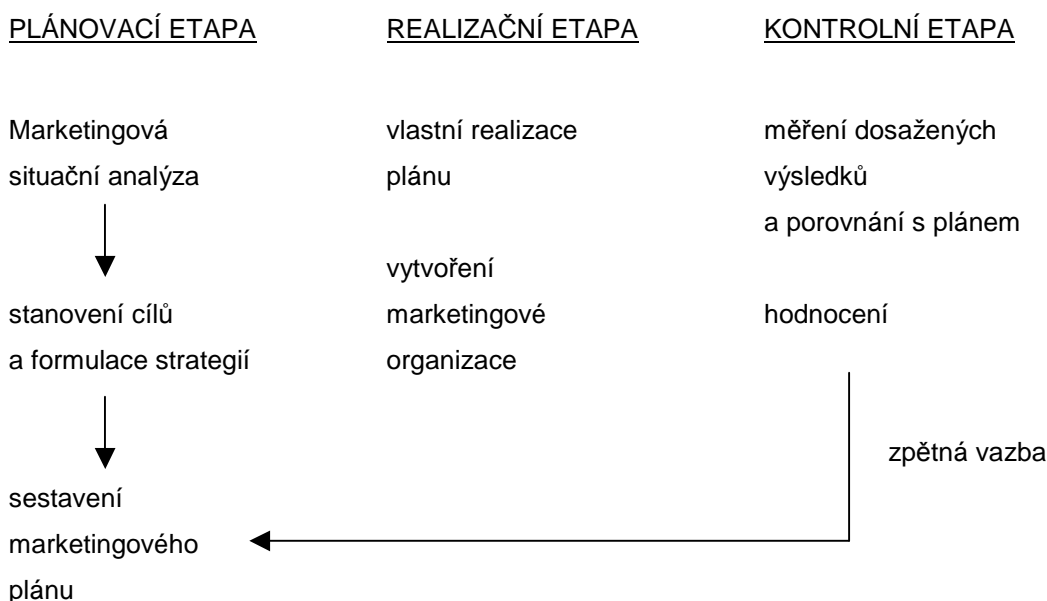 PLÁNOVACÍ ETAPA
REALIZAČNÍ ETAPA
KONTROLNÍ ETAPA
Marketingová
situační analýza
stanovení cílů
a formulace strategií
sestavení
marketingového
plánu
vlastní realizace
plánu
vytvoření
marketingové
organizace
měření dosažených
výsledků
a porovnání s plánem
hodnocení
zpětná vazba